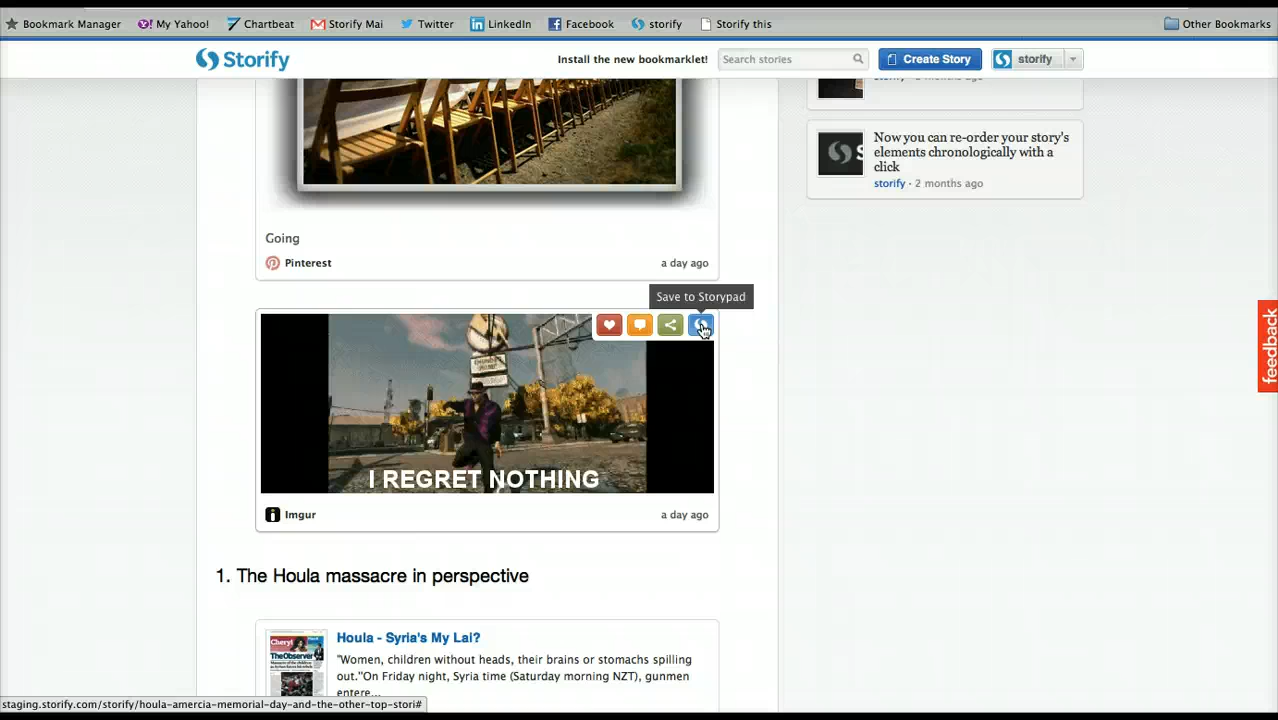 Bookmark Manager
My Yahoo!
Chartbeat
Storify Mai
Twitter
LinkedIn
Facebook
storify
Storify this
Other Bookmarks
Storify
Install the new bookmarklet!
Search stories
Create Story
storify
2 months ago
Now you can re-order your story's
elements chronologically with a
click
storify · 2 months ago
Going
Pinterest
a day ago
Save to Storypad
I REGRET NOTHING
Imgur
a day ago
feedback
1. The Houla massacre in perspective
Houla - Syria's My Lai?
"Women, children without heads, their brains or stomachs spilling
out."On Friday night, Syria time (Saturday morning NZT), gunmen
entere...
Cheryl
TheObserver
staging.storify.com/storify/houla-amercia-memorial-day-and-the-other-top-stori#